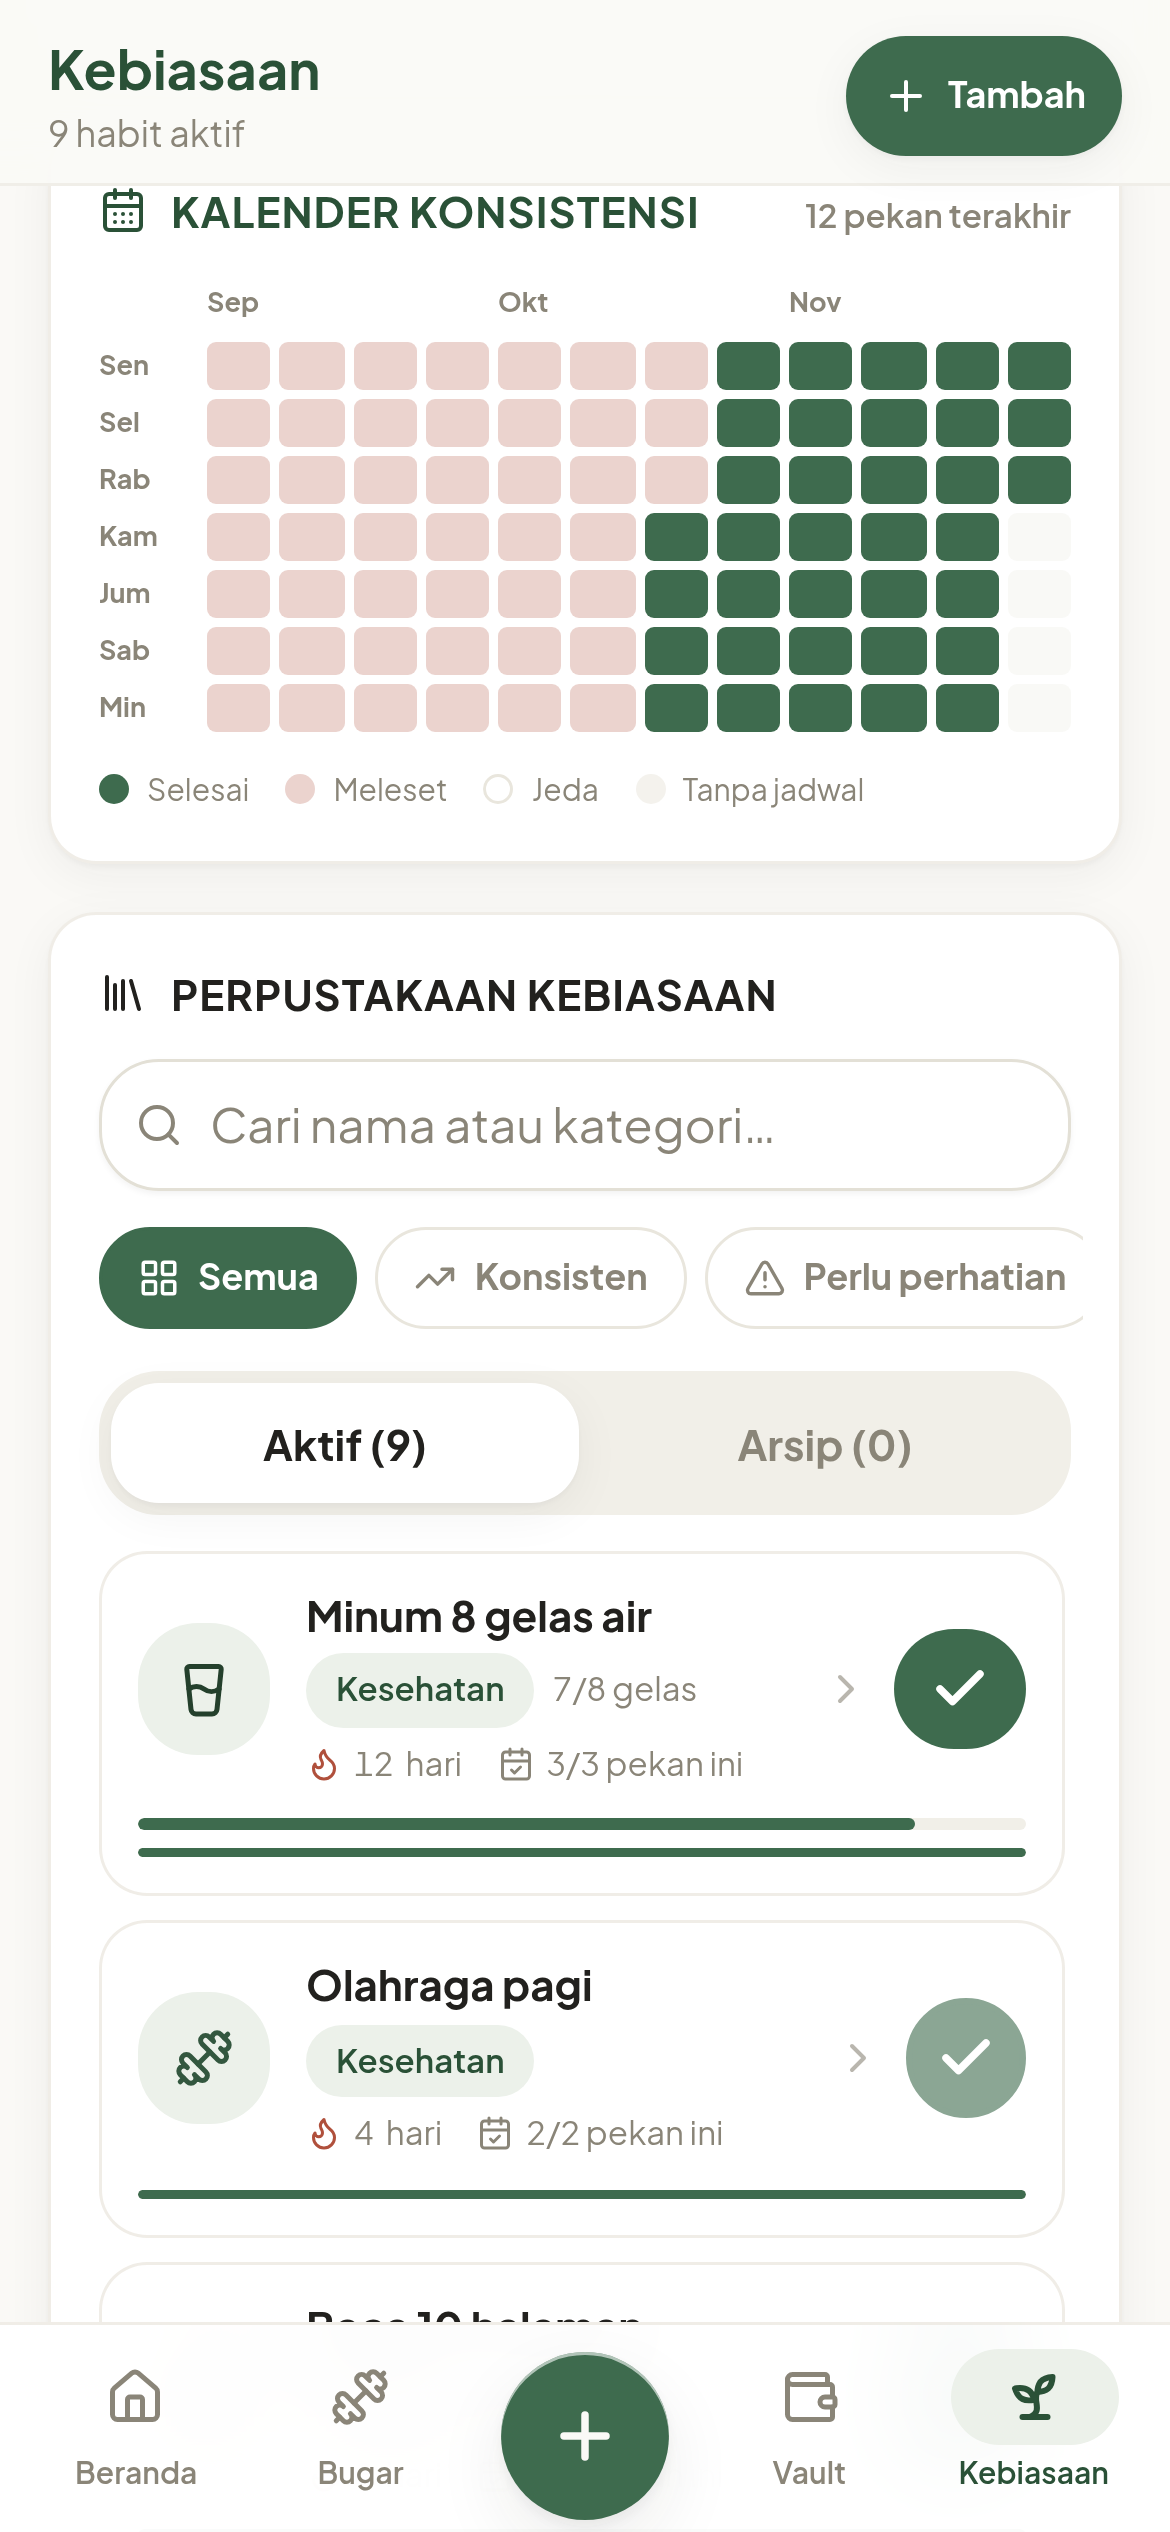 Kebiasaan
9 habit aktif
Tambah
KALENDER KONSISTENSI
12 pekan terakhir
Sep Okt Nov
Sen
Sel
Rab
Kam
Jum
Sab
Min
Selesai Meleset Jeda Tanpa jadwal
PERPUSTAKAAN KEBIASAAN
Cari nama atau kategori...
Semua Konsisten Perlu perhatian
Aktif (9) Arsip (0)
Minum 8 gelas air
Kesehatan 7/8 gelas
12 hari 3/3 pekan ini
Olahraga pagi
Kesehatan
4 hari 2/2 pekan ini
Beranda Bugar Vault Kebiasaan